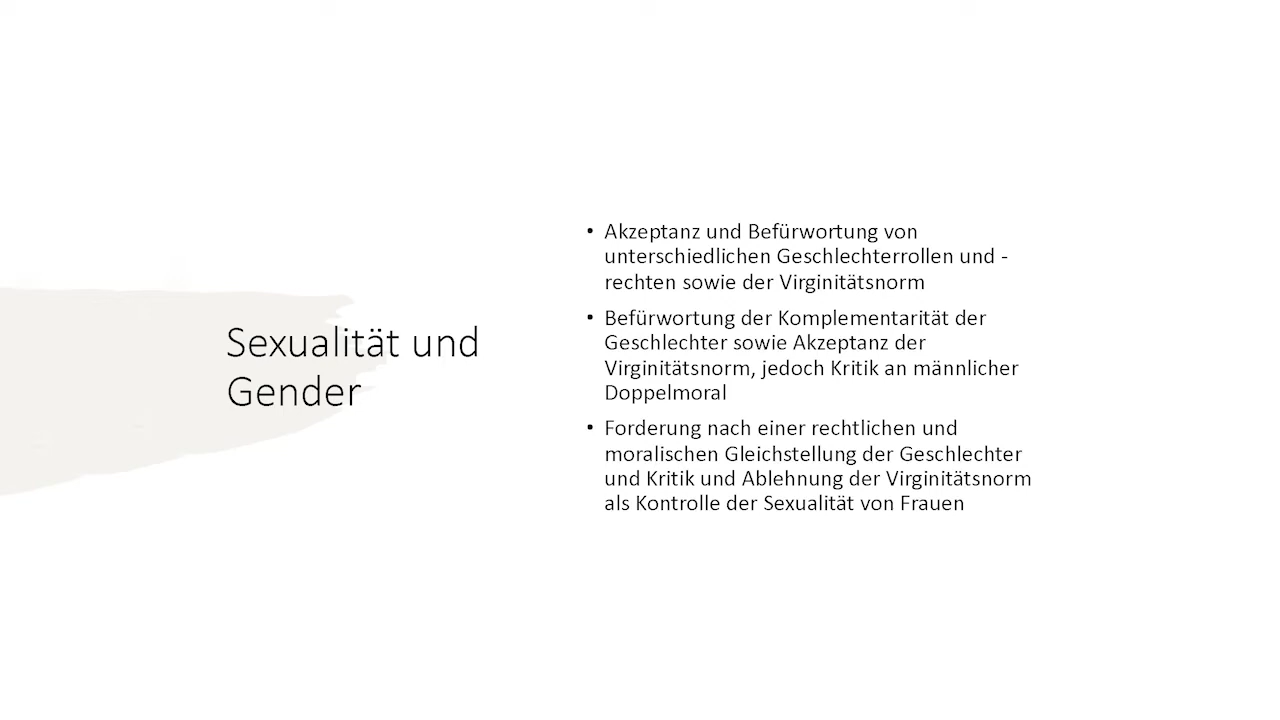 Sexualität und
Gender
• Akzeptanz und Befürwortung von
unterschiedlichen Geschlechterrollen und -
rechten sowie der Virginitätsnorm
• Befürwortung der Komplementarität der
Geschlechter sowie Akzeptanz der
Virginitätsnorm, jedoch Kritik an männlicher
Doppelmoral
• Forderung nach einer rechtlichen und
moralischen Gleichstellung der Geschlechter
und Kritik und Ablehnung der Virginitätsnorm
als Kontrolle der Sexualität von Frauen